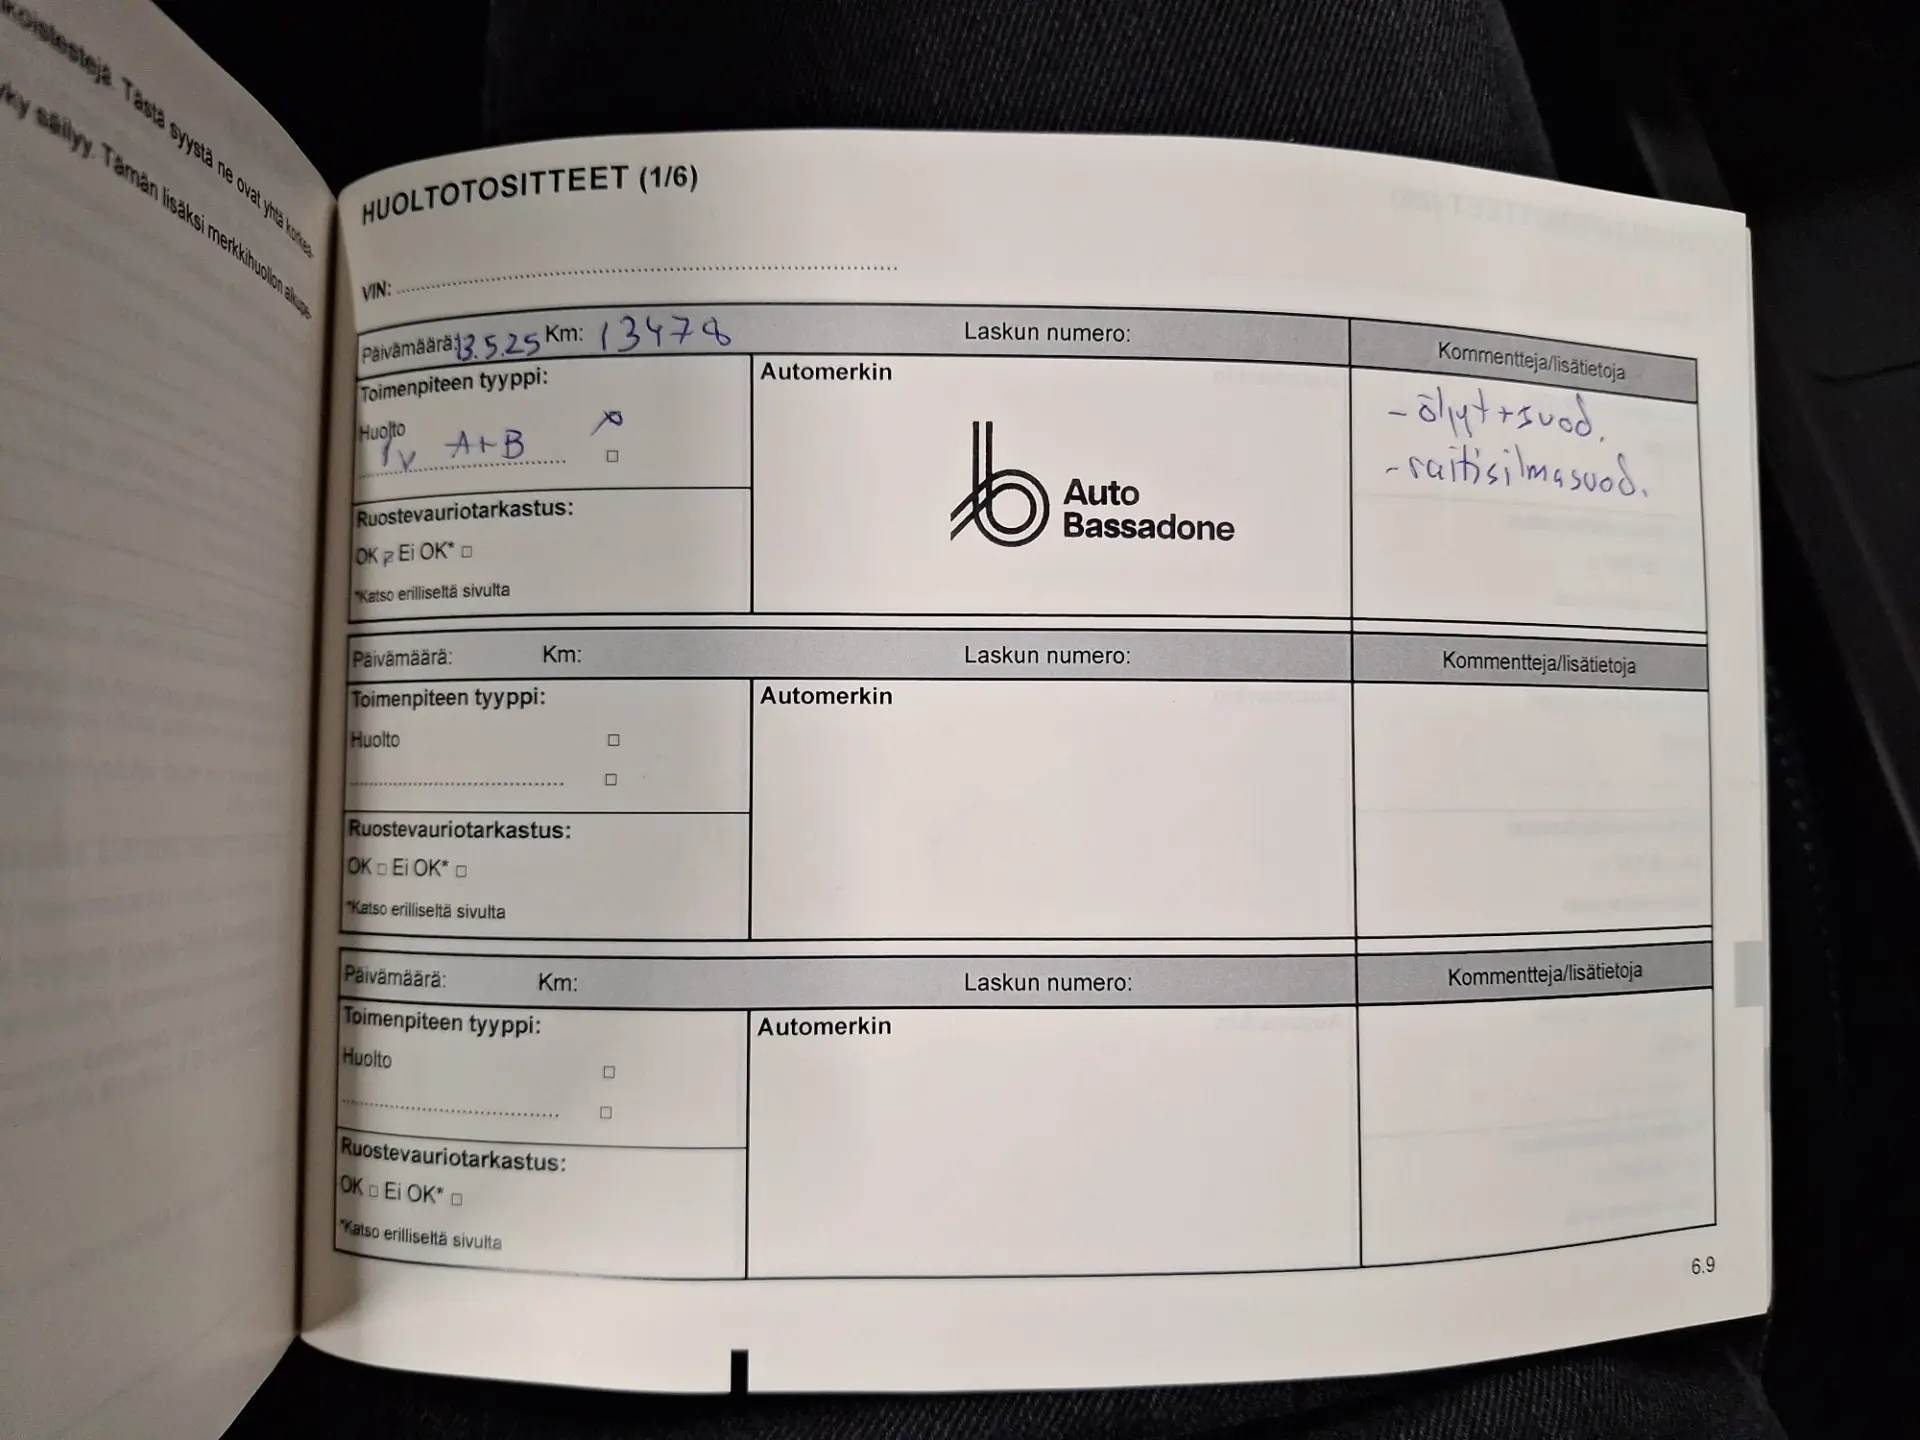 koistestejä. Tästä syystä ne ovat yhtä korkea-
kyky säilyy. Tämän lisäksi merkkihuollon alkupe-
HUOLTOTOSITTEET (1/6)
VIN:
Päivämäärä: 13.5.25 Km: 13478 Laskun numero: Kommentteja/lisätietoja
Toimenpiteen tyyppi: Automerkin
Huolto
1v A+B
Auto
Bassadone
- öljyt+suod.
- raitisilmasuod.
Ruostevauriotarkastus:
OK Ei OK*
*Katso erilliseltä sivulta
Päivämäärä: Km: Laskun numero: Kommentteja/lisätietoja
Toimenpiteen tyyppi: Automerkin
Huolto
Ruostevauriotarkastus:
OK □ Ei OK* □
*Katso erilliseltä sivulta
Päivämäärä: Km: Laskun numero: Kommentteja/lisätietoja
Toimenpiteen tyyppi: Automerkin
Huolto
Ruostevauriotarkastus:
OK □ Ei OK* □
*Katso erilliseltä sivulta
6.9